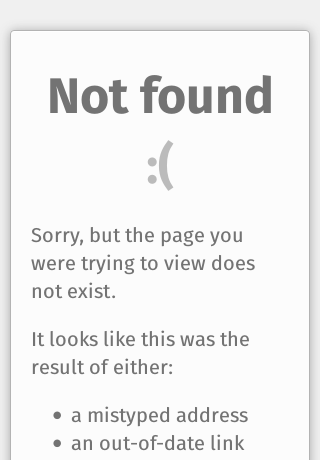 Not found
:(
Sorry, but the page you
were trying to view does
not exist.
It looks like this was the
result of either:
• a mistyped address
• an out-of-date link